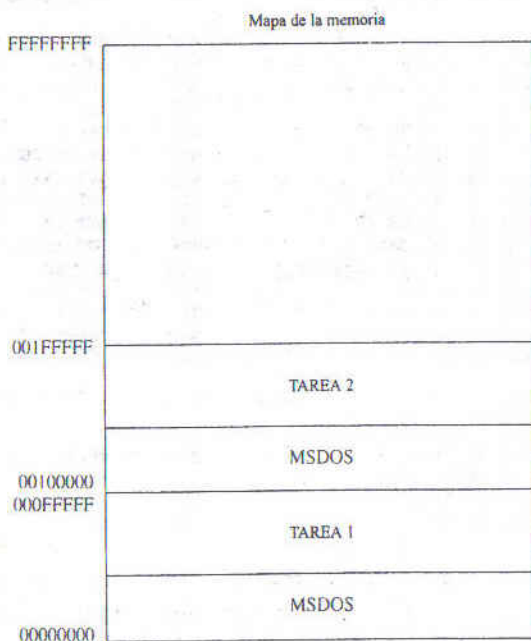 Mapa de la memoria
FFFFFFFF
001FFFFF
TAREA 2
MSDOS
00100000
000FFFFF
TAREA 1
MSDOS
00000000